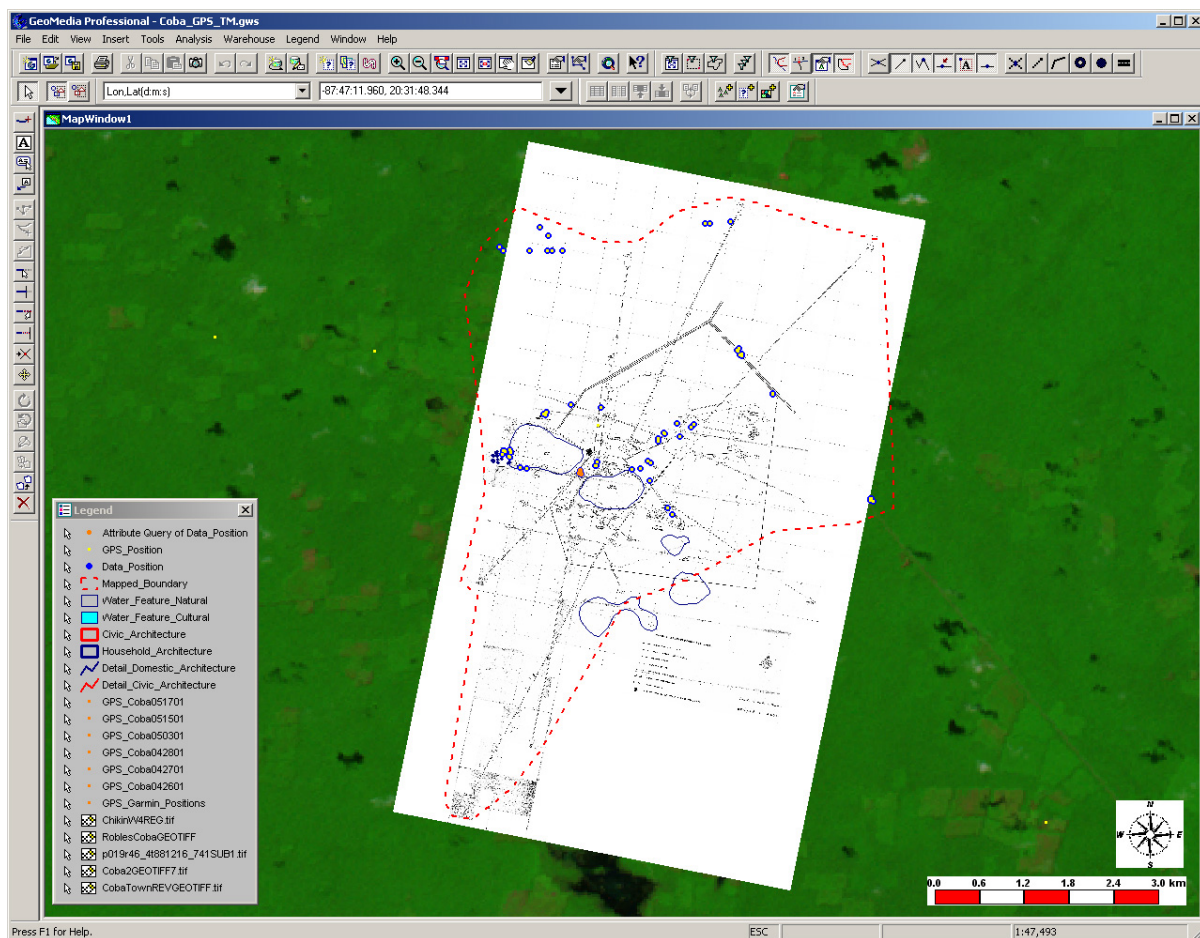 GeoMedia Professional - Coba_GPS_TM.gws
File Edit View Insert Tools Analysis Warehouse Legend Window Help
Lon,Lat(d:m:s) -87:47:11.960, 20:31:48.344
MapWindow1
A
A
Legend
Attribute Query of Data_Position
GPS_Position
Data_Position
Mapped_Boundary
Water_Feature_Natural
Water_Feature_Cultural
Civic_Architecture
Household_Architecture
Detail_Domestic_Architecture
Detail_Civic_Architecture
GPS_Coba051701
GPS_Coba051501
GPS_Coba050301
GPS_Coba042801
GPS_Coba042701
GPS_Coba042601
GPS_Garmin_Positions
ChikinW4REG.tif
RoblesCobaGEOTIFF
p019r46_4t881216_741SUB1.tif
Coba2GEOTIFF7.tif
CobaTownREVGEOTIFF.tif
N
W E
S
0.0 0.6 1.2 1.8 2.4 3.0 km
Press F1 for Help. ESC 1:47,493